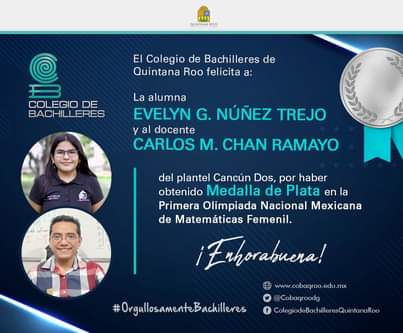 QUINTANA ROO
COLEGIO DE
BACHILLERES
El Colegio de Bachilleres de
Quintana Roo felicita a:
La alumna
EVELYN G. NÚÑEZ TREJO
y al docente
CARLOS M. CHAN RAMAYO
del plantel Cancún Dos, por haber
obtenido Medalla de Plata en la
Primera Olimpiada Nacional Mexicana
de Matemáticas Femenil.
¡Enhorabuena!
#OrgullosamenteBachilleres
www.cobaqroo.edu.mx
@Cobaqroodg
ColegiodeBachilleresQuintanaRoo